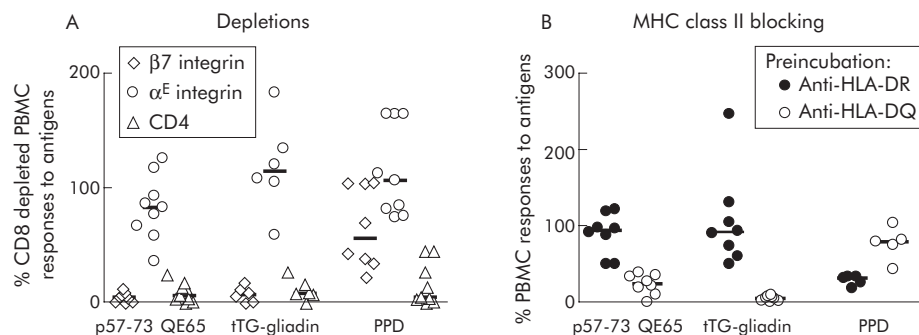 A
Depletions
% CD8 depleted PBMC
responses to antigens
200
100
0
β7 integrin
αE integrin
CD4
p57-73 QE65
tTG-gliadin
PPD
B
MHC class II blocking
% PBMC responses to antigens
300
200
100
0
Preincubation:
Anti-HLA-DR
Anti-HLA-DQ
p57-73 QE65
tTG-gliadin
PPD